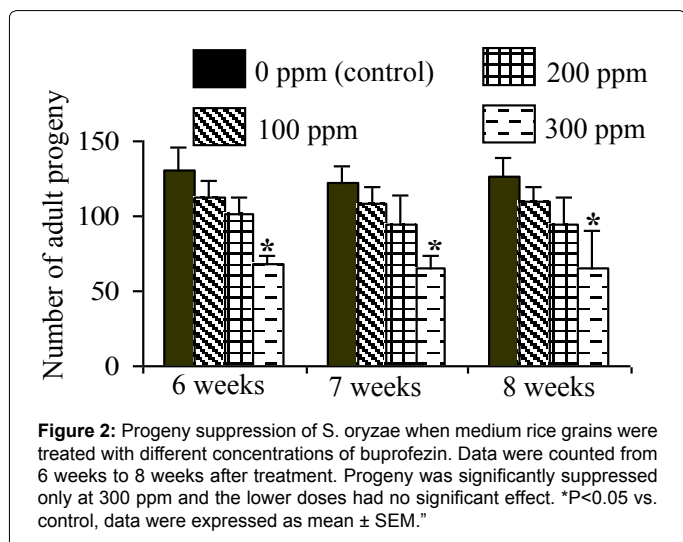 0 ppm (control)
200 ppm
100 ppm
300 ppm
Number of adult progeny
150
100
50
0
*
*
*
6 weeks
7 weeks
8 weeks
Figure 2: Progeny suppression of S. oryzae when medium rice grains were
treated with different concentrations of buprofezin. Data were counted from
6 weeks to 8 weeks after treatment. Progeny was significantly suppressed
only at 300 ppm and the lower doses had no significant effect. *P<0.05 vs.
control, data were expressed as mean ± SEM.”